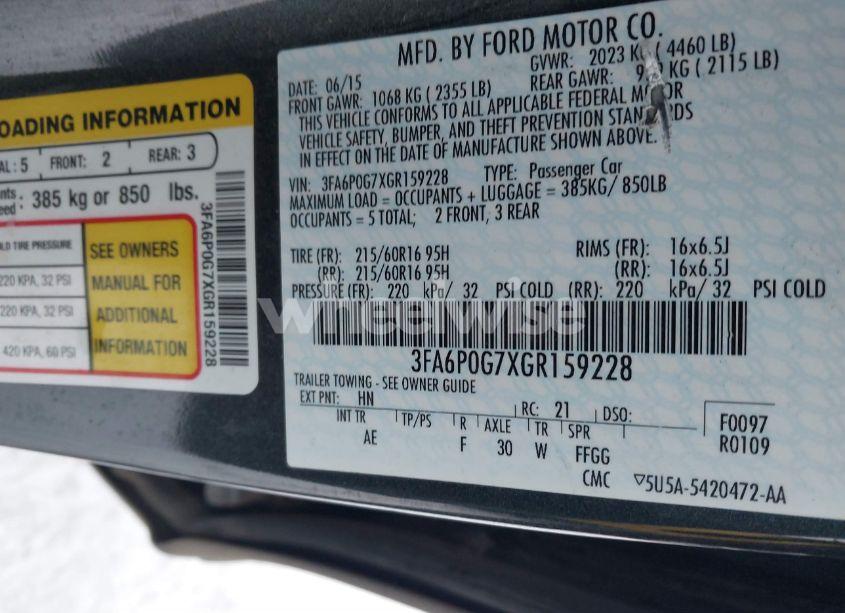 LOADING INFORMATION
AL: 5 FRONT: 2 REAR: 3
385 kg or 850 lbs.
TIRE PRESSURE
220 KPA, 32 PSI
220 KPA, 32 PSI
420 KPA, 60 PSI
SEE OWNERS
MANUAL FOR
ADDITIONAL
INFORMATION
3FA6P0G7XGR159228
MFD. BY FORD MOTOR CO.
DATE: 06/15 GVWR: 2023 KG ( 4460 LB)
FRONT GAWR: 1068 KG ( 2355 LB) REAR GAWR: KG ( 2115 LB)
THIS VEHICLE CONFORMS TO ALL APPLICABLE FEDERAL MOTOR
VEHICLE SAFETY, BUMPER, AND THEFT PREVENTION STANDARDS
IN EFFECT ON THE DATE OF MANUFACTURE SHOWN ABOVE.
VIN: 3FA6P0G7XGR159228 TYPE: Passenger Car
MAXIMUM LOAD = OCCUPANTS + LUGGAGE = 385KG/ 850LB
OCCUPANTS = 5 TOTAL; 2 FRONT, 3 REAR
TIRE (FR): 215/60R16 95H RIMS (FR): 16x6.5J
(RR): 215/60R16 95H (RR): 16x6.5J
PRESSURE (FR): 220 kPa/ 32 PSI COLD (RR): 220 kPa/ 32 PSI COLD
wheelwise
3FA6P0G7XGR159228
TRAILER TOWING - SEE OWNER GUIDE
EXT PNT: HN RC: 21 DSO: F0097
INT TR TP/PS R AXLE TR SPR R0109
AE F 30 W FFGG
CMC ▽5U5A-5420472-AA